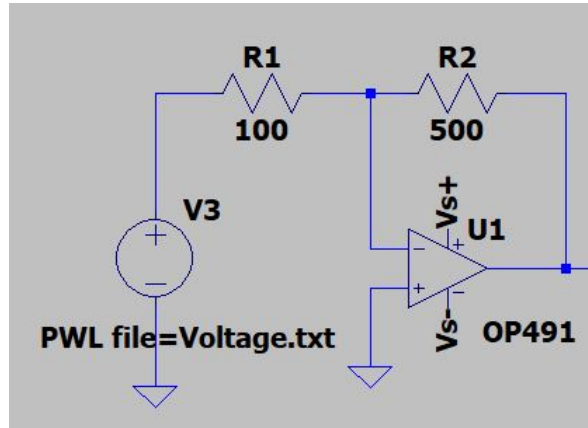 R1
R2
100
500
Vs+
V3
U1
PWL file=Voltage.txt
Vs-
OP491